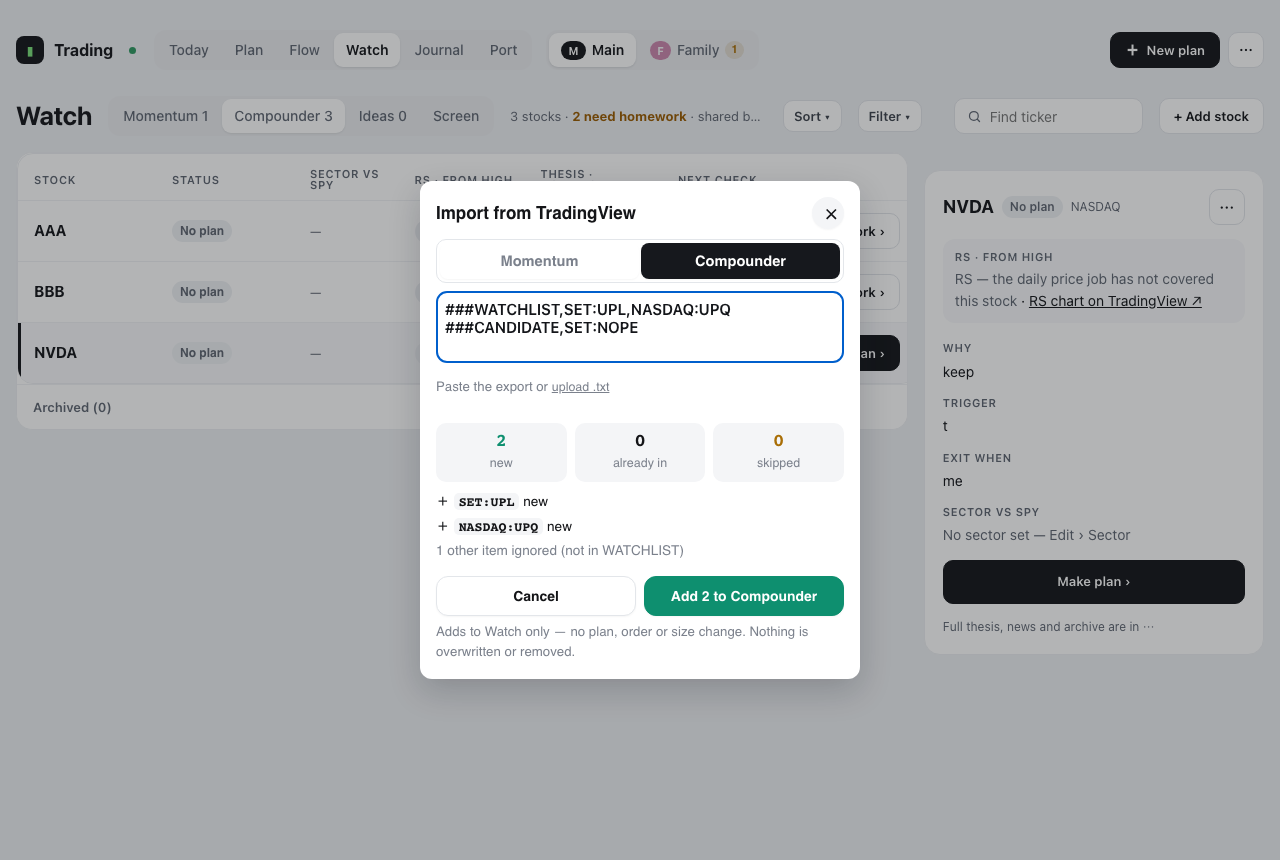 Trading
Today Plan Flow Watch Journal Port
M Main F Family 1
+ New plan ···
Watch
Momentum 1 Compounder 3 Ideas 0 Screen
3 stocks · 2 need homework · shared b...
Sort ▾ Filter ▾
Find ticker
+ Add stock
STOCK STATUS SECTOR VS SPY RS · FROM HIGH THESIS · NEXT CHECK
AAA No plan —
BBB No plan —
NVDA No plan —
Archived (0)
Import from TradingView
Momentum Compounder
###WATCHLIST,SET:UPL,NASDAQ:UPQ
###CANDIDATE,SET:NOPE
Paste the export or upload .txt
2 0 0
new already in skipped
+ SET:UPL new
+ NASDAQ:UPQ new
1 other item ignored (not in WATCHLIST)
Cancel Add 2 to Compounder
Adds to Watch only — no plan, order or size change. Nothing is
overwritten or removed.
NVDA No plan NASDAQ ···
RS · FROM HIGH
RS — the daily price job has not covered
this stock · RS chart on TradingView ↗
WHY
keep
TRIGGER
t
EXIT WHEN
me
SECTOR VS SPY
No sector set — Edit › Sector
Make plan ›
Full thesis, news and archive are in ···